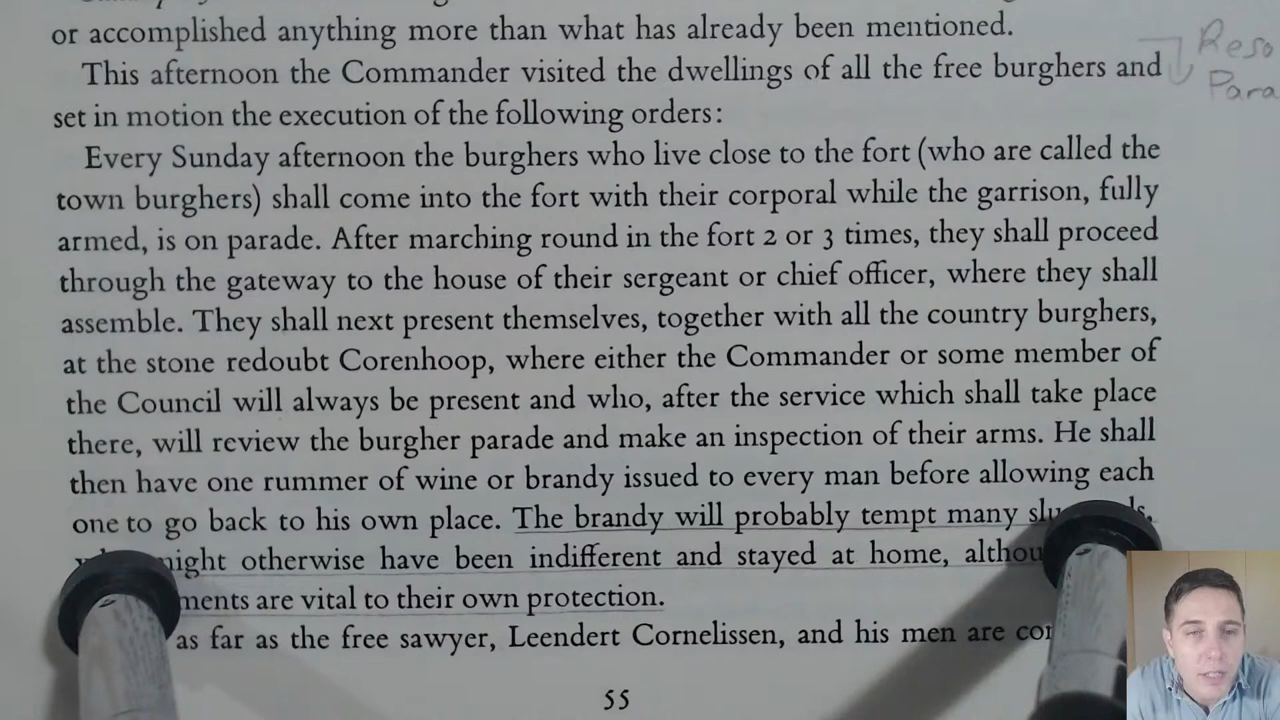 or accomplished anything more than what has already been mentioned.
This afternoon the Commander visited the dwellings of all the free burghers and
set in motion the execution of the following orders:
Every Sunday afternoon the burghers who live close to the fort (who are called the
town burghers) shall come into the fort with their corporal while the garrison, fully
armed, is on parade. After marching round in the fort 2 or 3 times, they shall proceed
through the gateway to the house of their sergeant or chief officer, where they shall
assemble. They shall next present themselves, together with all the country burghers,
at the stone redoubt Corenhoop, where either the Commander or some member of
the Council will always be present and who, after the service which shall take place
there, will review the burgher parade and make an inspection of their arms. He shall
then have one rummer of wine or brandy issued to every man before allowing each
one to go back to his own place. The brandy will probably tempt many
otherwise have been indifferent and stayed at home,
are vital to their own protection.
as far as the free sawyer, Leendert Cornelissen, and his men are
55
Reso
Para